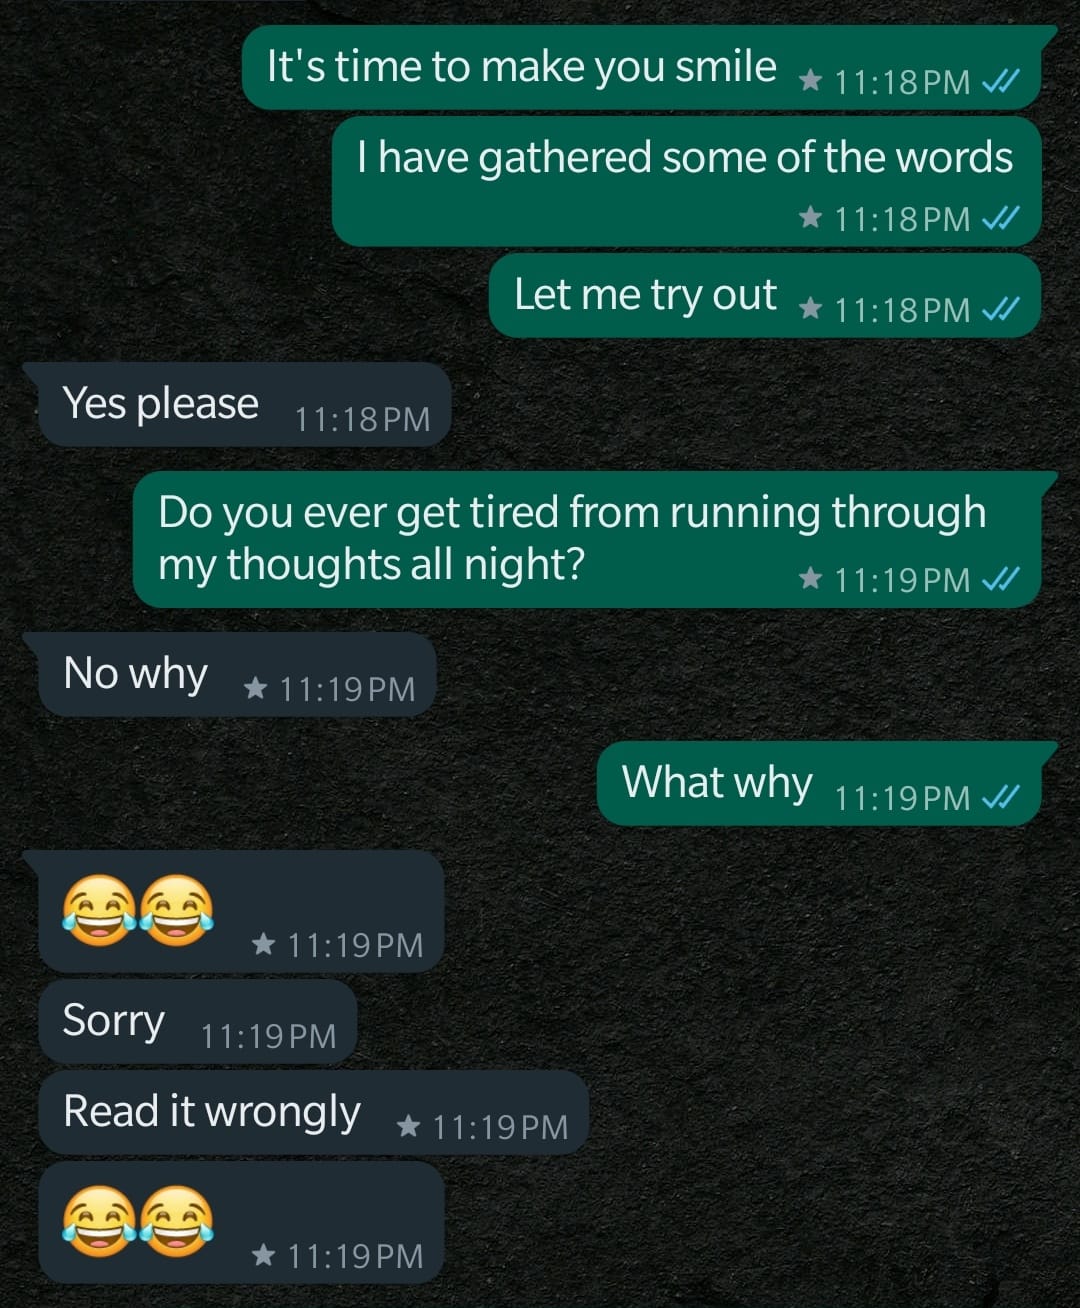 It's time to make you smile ★ 11:18 PM
I have gathered some of the words
★ 11:18 PM
Let me try out ★ 11:18 PM
Yes please 11:18 PM
Do you ever get tired from running through
my thoughts all night? ★ 11:19 PM
No why ★ 11:19 PM
What why 11:19 PM
😂😂 ★ 11:19 PM
Sorry 11:19 PM
Read it wrongly ★ 11:19 PM
😂😂 ★ 11:19 PM